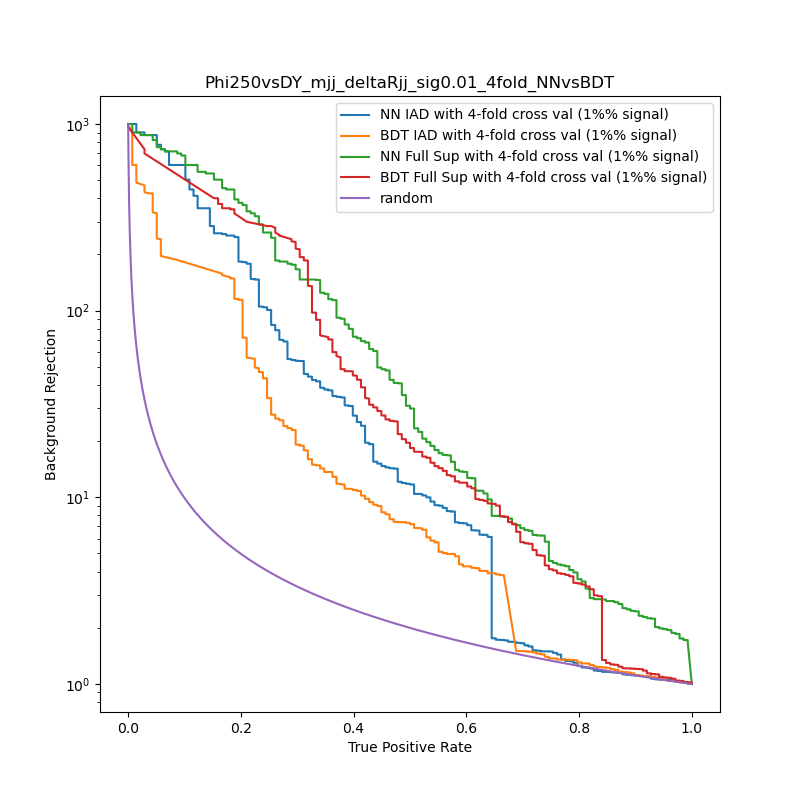 Phi250vsDY_mjj_deltaRjj_sig0.01_4fold_NNvsBDT
NN IAD with 4-fold cross val (1%% signal)
BDT IAD with 4-fold cross val (1%% signal)
NN Full Sup with 4-fold cross val (1%% signal)
BDT Full Sup with 4-fold cross val (1%% signal)
random
Background Rejection
10³
10²
10¹
10⁰
0.0 0.2 0.4 0.6 0.8 1.0
True Positive Rate